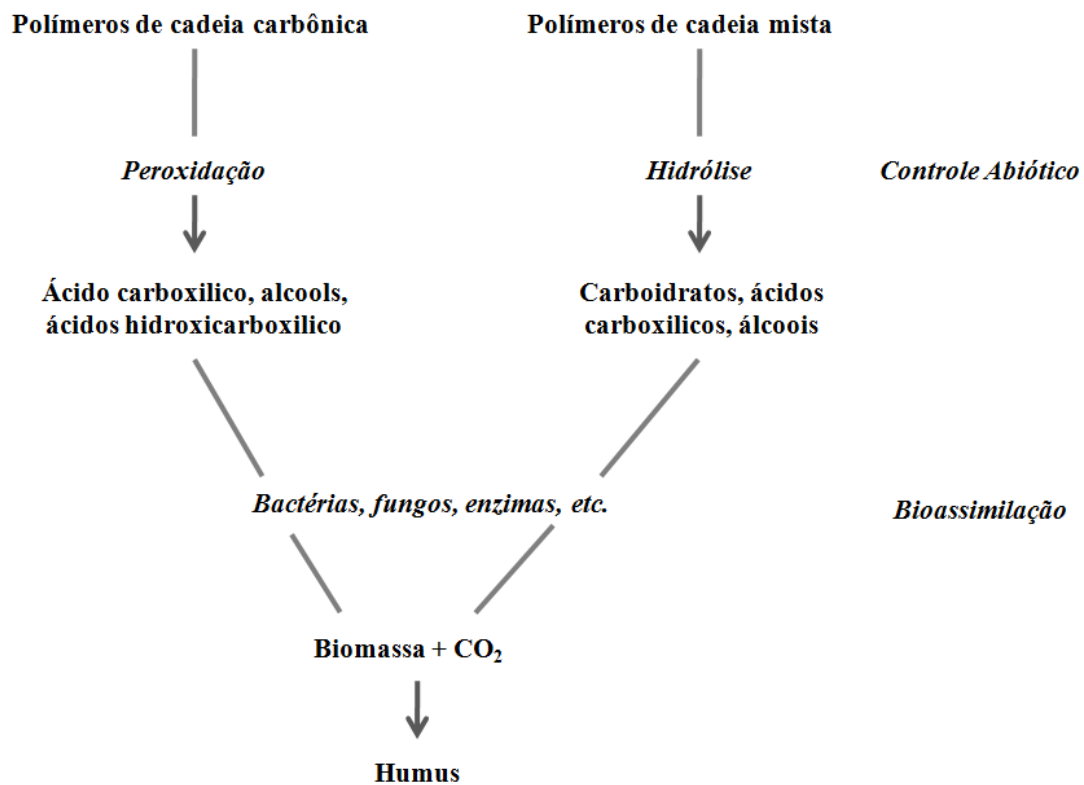 Polímeros de cadeia carbônica
Polímeros de cadeia mista
Peroxidação
Hidrólise
Controle Abiótico
Ácido carboxilico, alcools,
ácidos hidroxicarboxilico
Carboidratos, ácidos
carboxilicos, álcoois
Bactérias, fungos, enzimas, etc.
Bioassimilação
Biomassa + CO₂
Humus